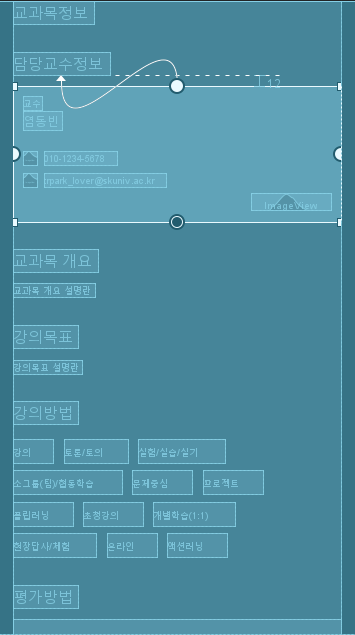 교과목정보
담당교수정보
12
교수
염동빈
010-1234-5678
rpark_lover@skuniv.ac.kr
ImageView
교과목 개요
교과목 개요 설명란
강의목표
강의목표 설명란
강의방법
강의 토론/토의 실험/실습/실기
소그룹(팀)/협동학습 문제중심 프로젝트
플립러닝 초청강의 개별학습(1:1)
현장답사/체험 온라인 액션러닝
평가방법